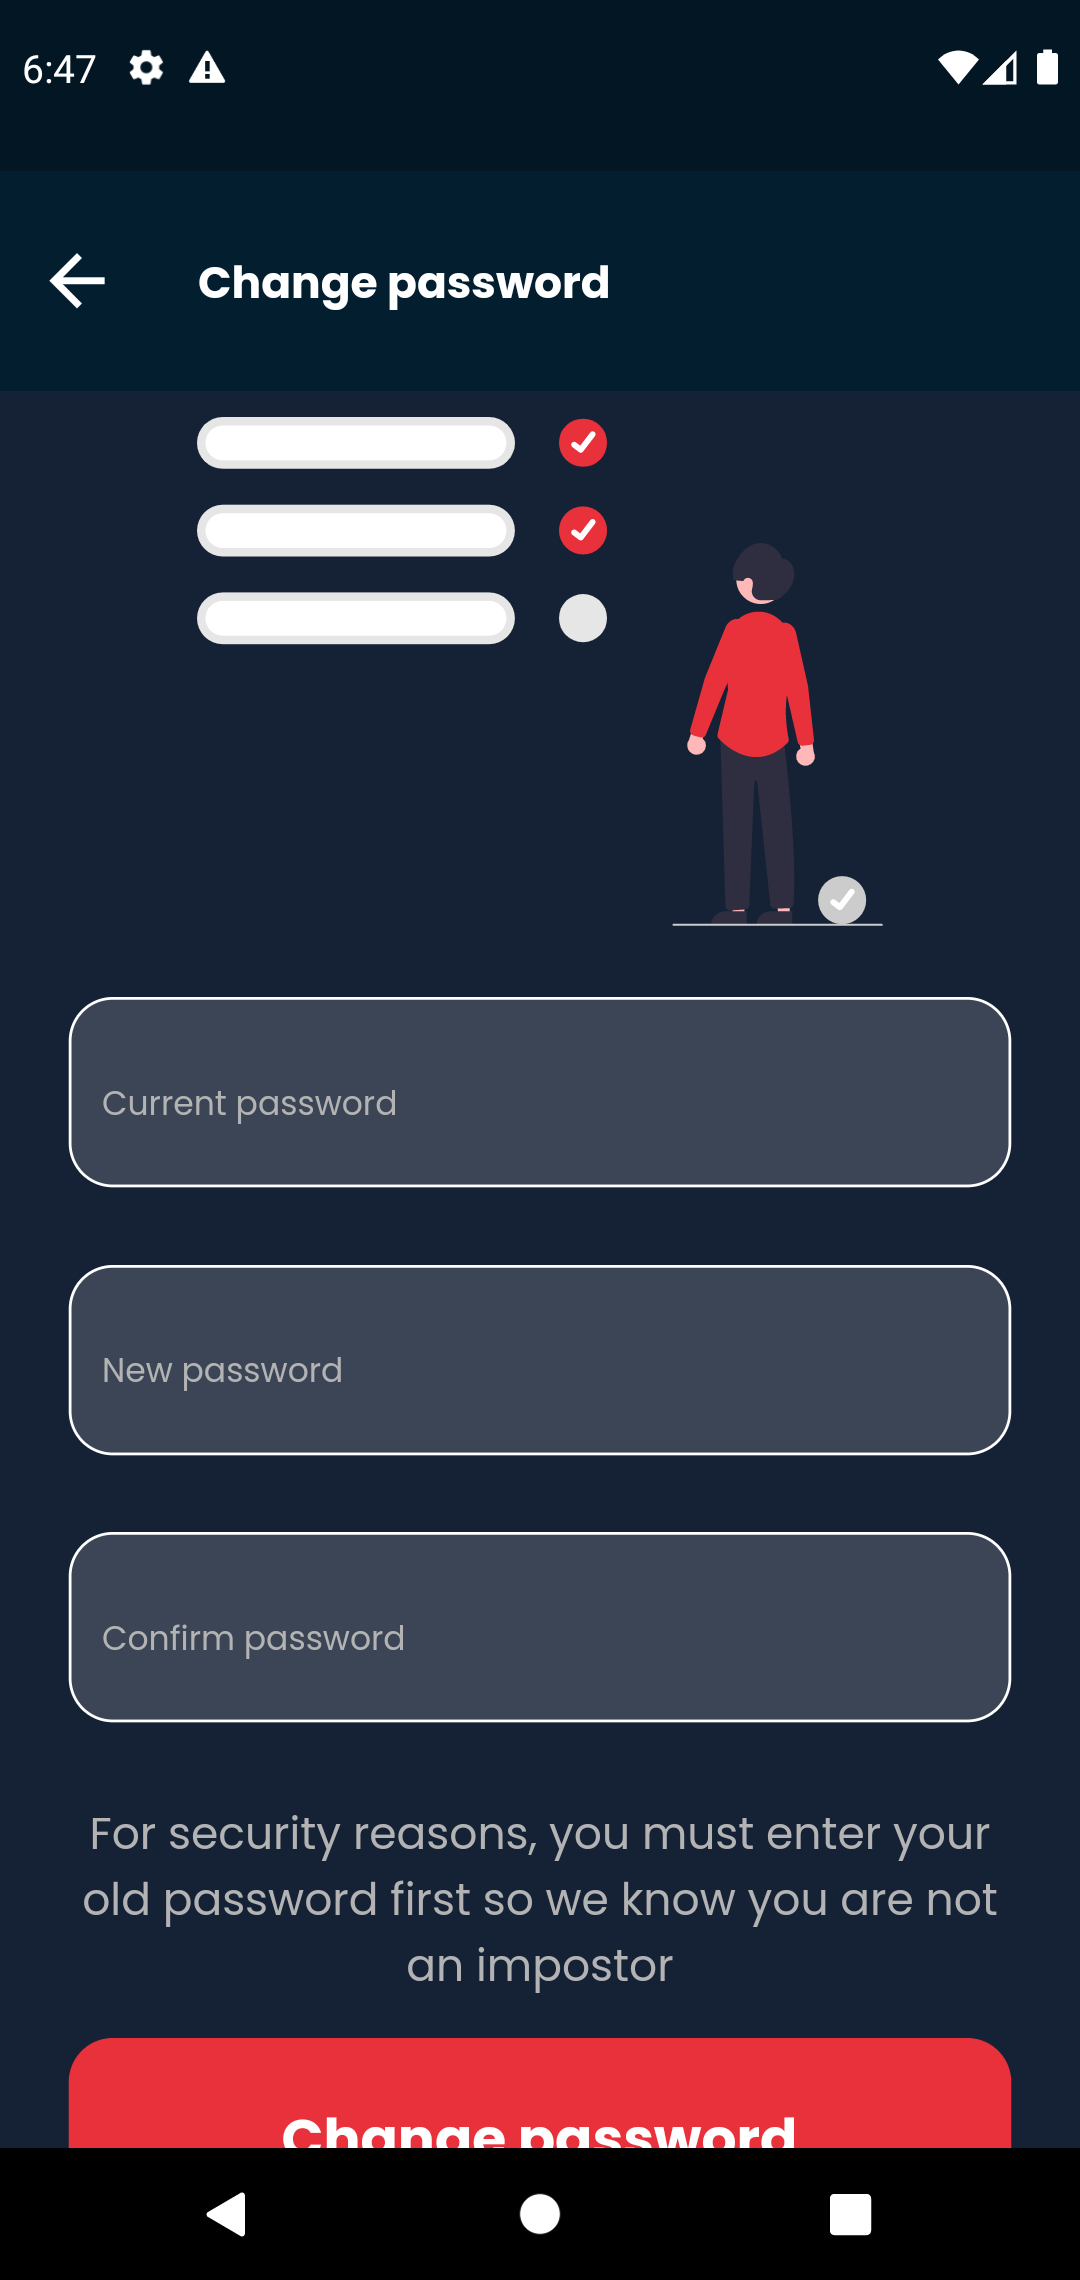 6:47
Change password
Current password
New password
Confirm password
For security reasons, you must enter your
old password first so we know you are not
an impostor
Change password